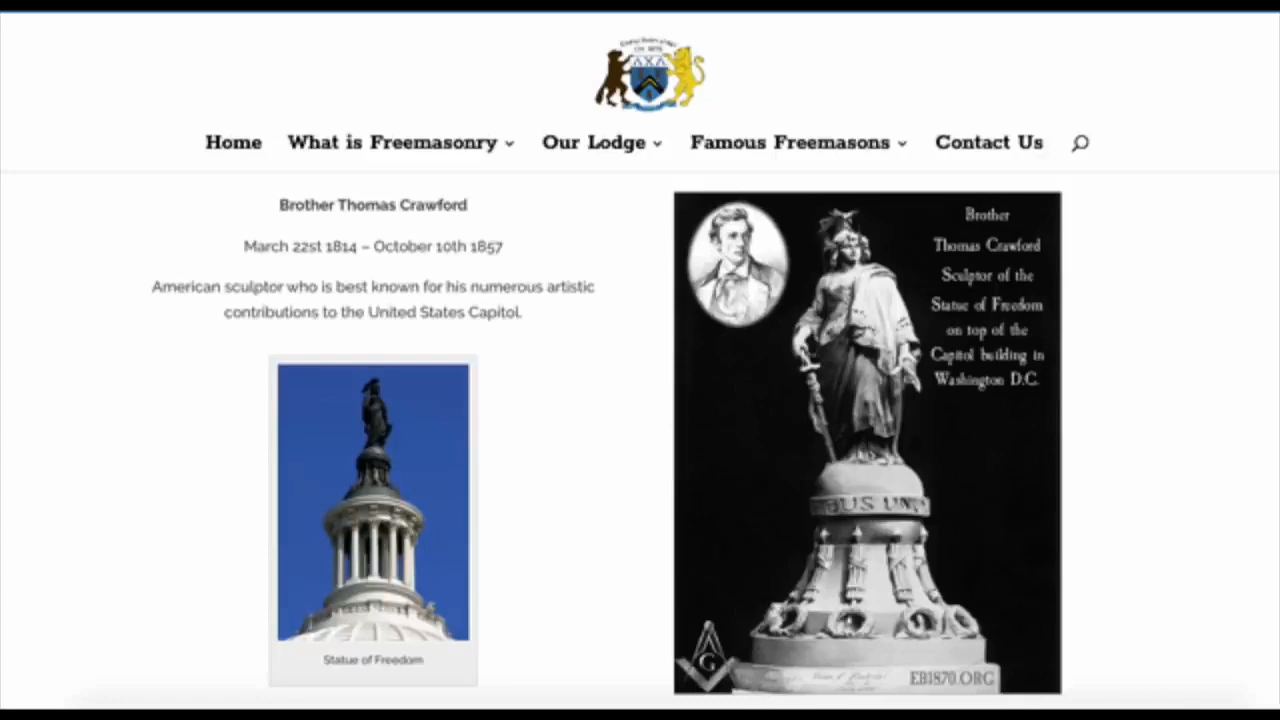 Home What is Freemasonry Our Lodge Famous Freemasons Contact Us
Brother Thomas Crawford
March 22st 1814 – October 10th 1857
American sculptor who is best known for his numerous artistic
contributions to the United States Capitol.
Statue of Freedom
Brother
Thomas Crawford
Sculptor of the
Statue of Freedom
on top of the
Capitol building in
Washington D.C.
BUS UN
G
EB1870.ORG